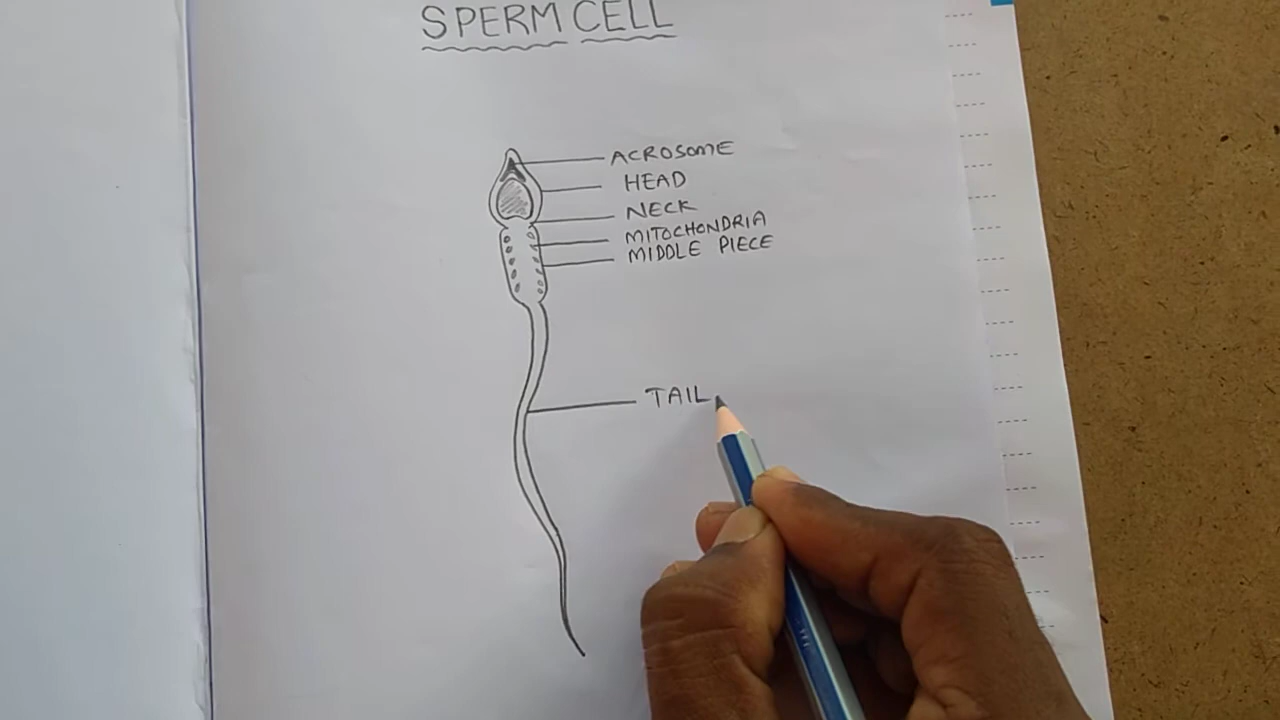 SPERM CELL
ACROSOME
HEAD
NECK
MITOCHONDRIA
MIDDLE PIECE
TAIL